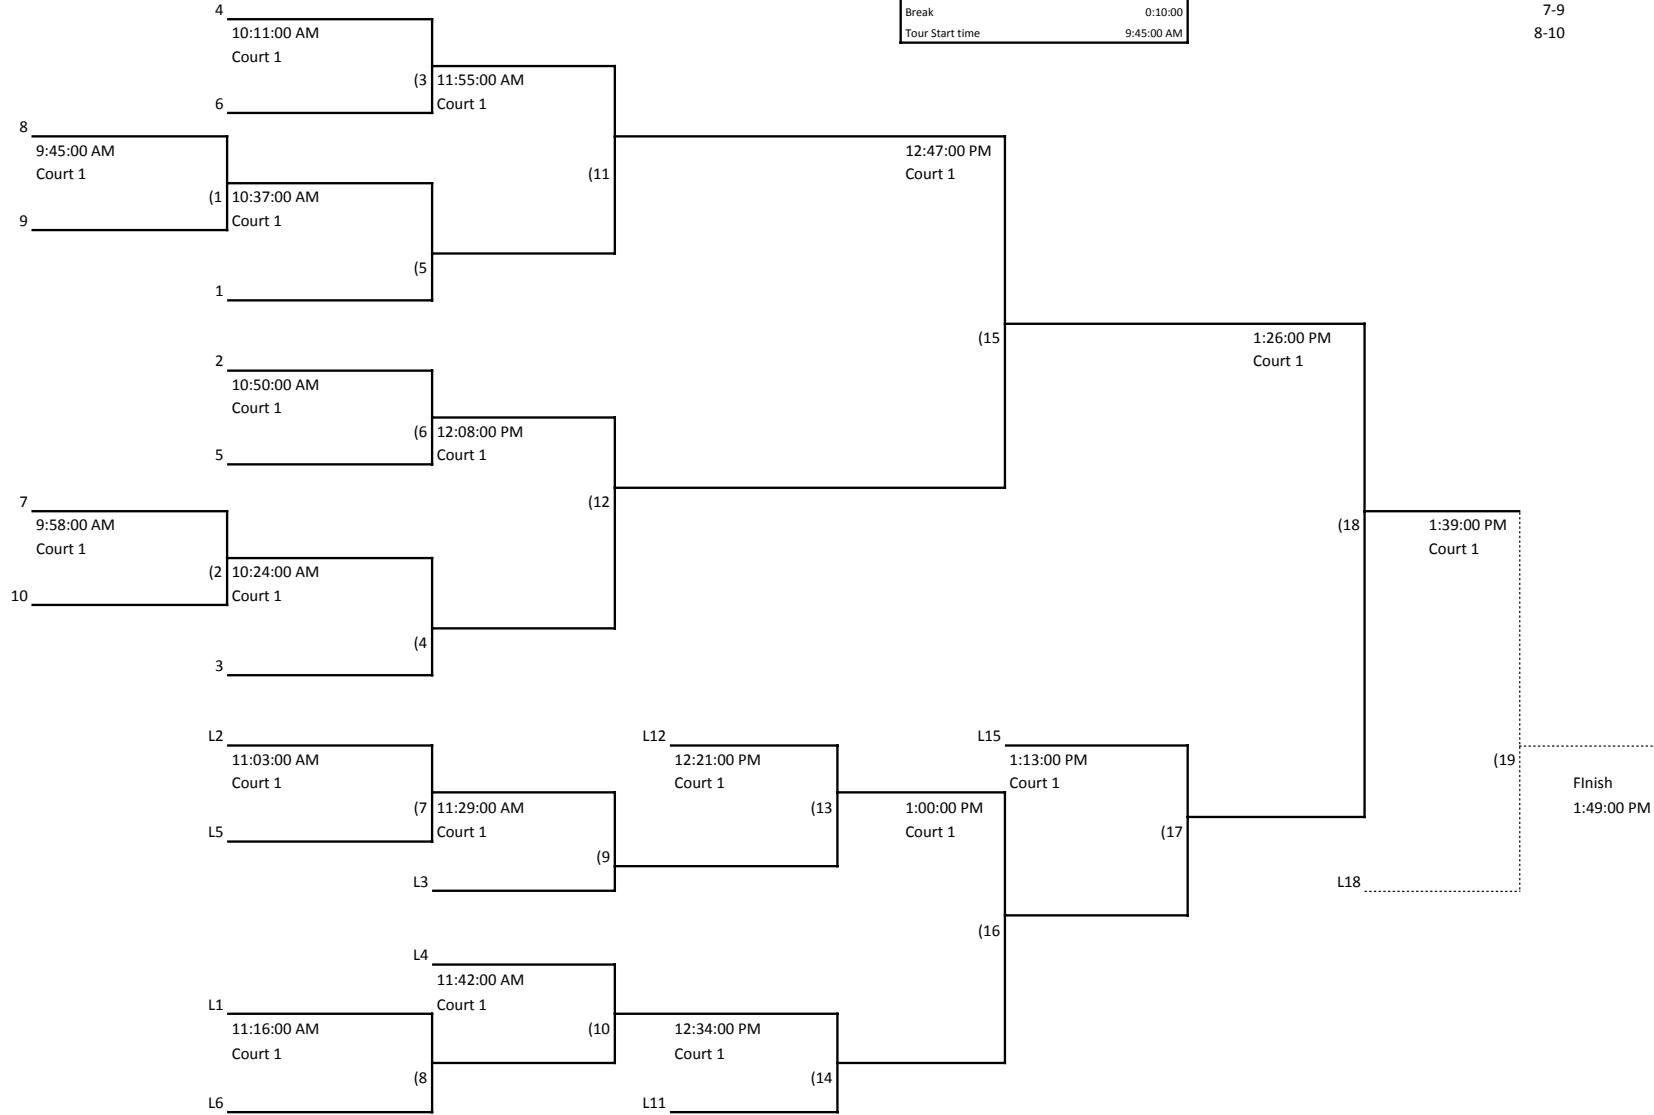 4
Break 0:10:00
7-9
10:11:00 AM
Tour Start time 9:45:00 AM
8-10
Court 1
(3 11:55:00 AM
6
Court 1
8
9:45:00 AM
12:47:00 PM
Court 1
(11
Court 1
(1 10:37:00 AM
9
Court 1
(5
1
(15
1:26:00 PM
2
Court 1
10:50:00 AM
Court 1
(6 12:08:00 PM
5
Court 1
7
(12
9:58:00 AM
(18
1:39:00 PM
Court 1
Court 1
(2 10:24:00 AM
10
Court 1
(4
3
L2
L12
L15
11:03:00 AM
12:21:00 PM
1:13:00 PM
(19
Court 1
Court 1
Court 1
FInish
(7 11:29:00 AM
(13
1:00:00 PM
1:49:00 PM
L5
Court 1
Court 1
(17
(9
L3
L18
(16
L4
11:42:00 AM
L1
Court 1
11:16:00 AM
(10
12:34:00 PM
Court 1
Court 1
(8
(14
L6
L11